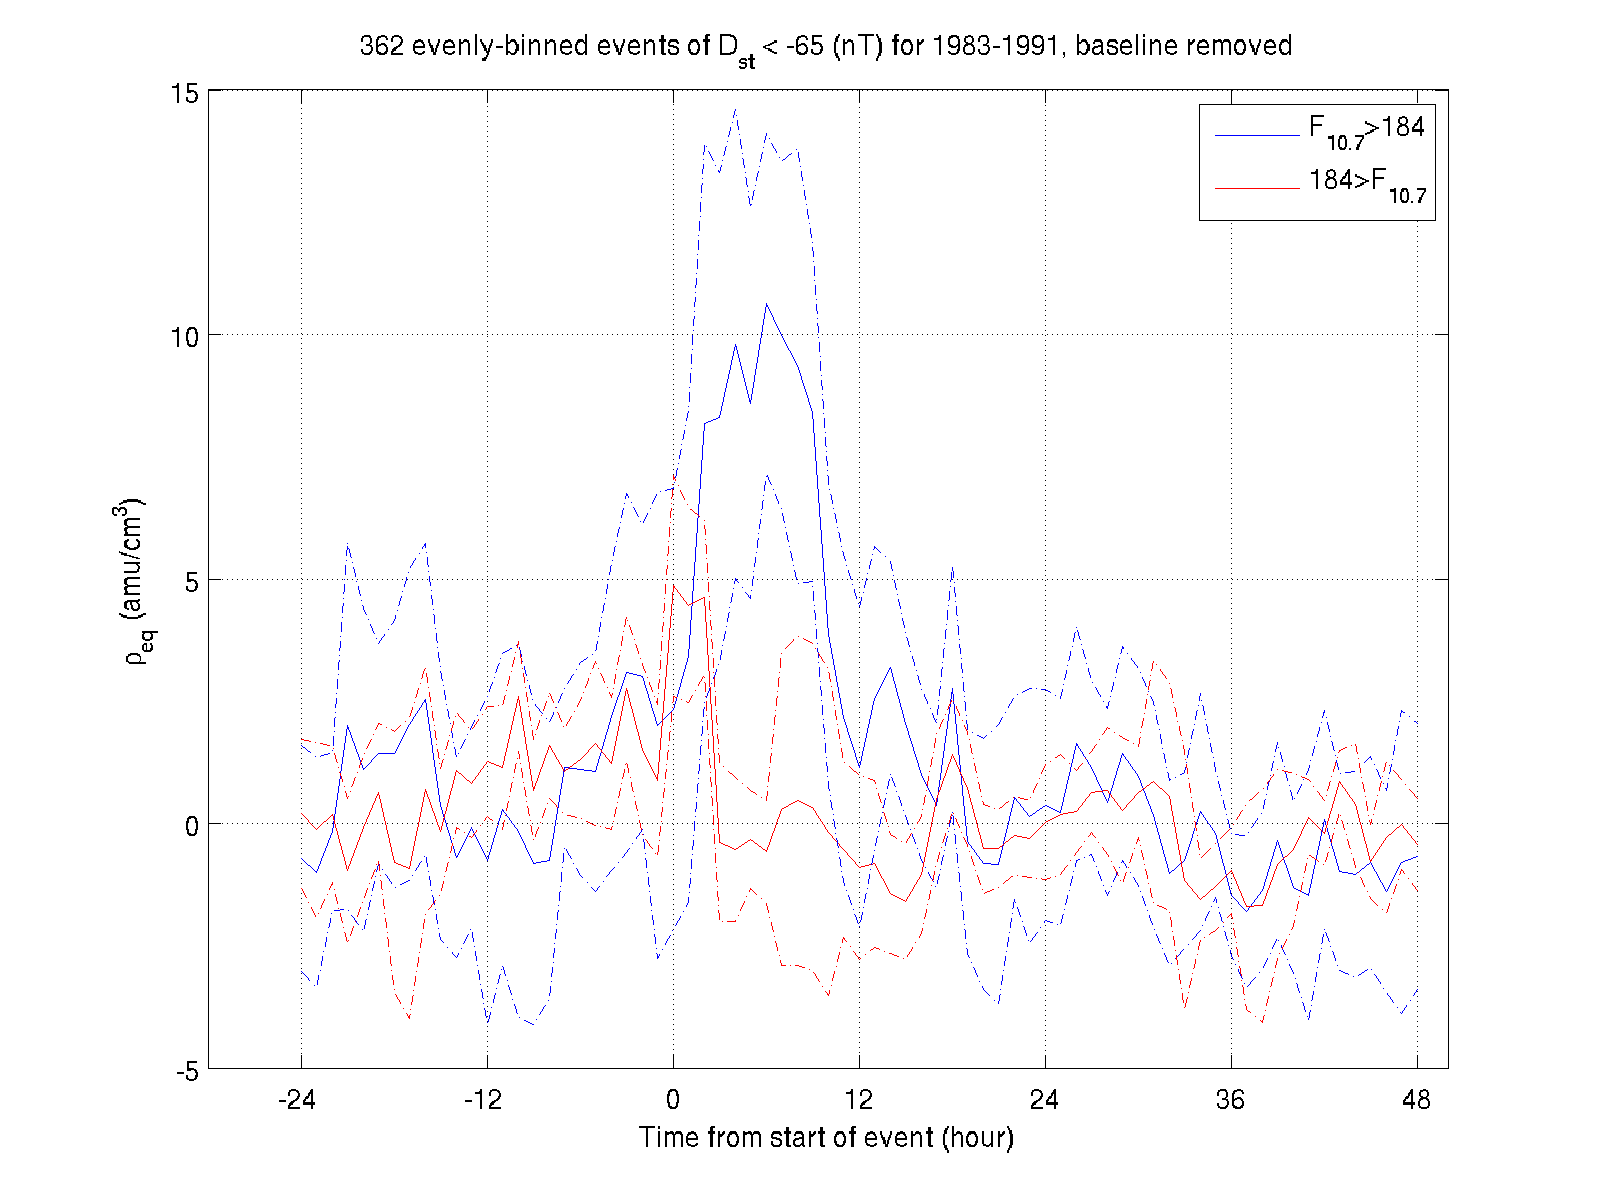 362 evenly-binned events of D_st < -65 (nT) for 1983-1991, baseline removed
15
10
5
0
-5
ρ_eq (amu/cm^3)
F_10.7>184
184>F_10.7
-24 -12 0 12 24 36 48
Time from start of event (hour)